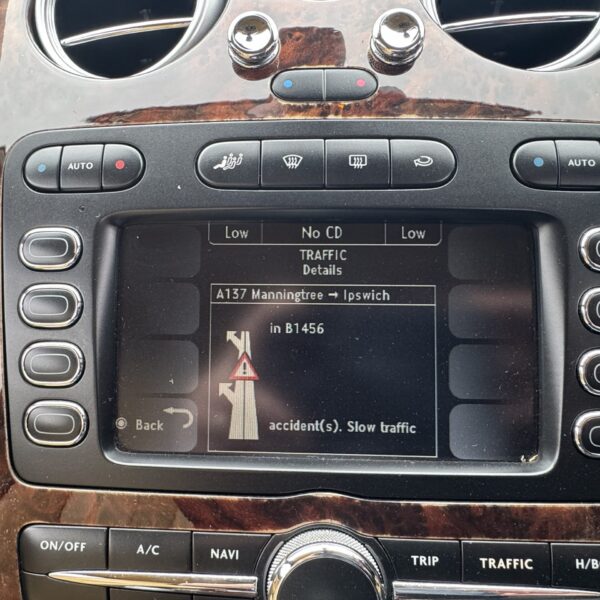 AUTO
AUTO
Low No CD Low
TRAFFIC
Details
A137 Manningtree → Ipswich
in B1456
accident(s). Slow traffic
Back
ON/OFF A/C NAVI TRIP TRAFFIC